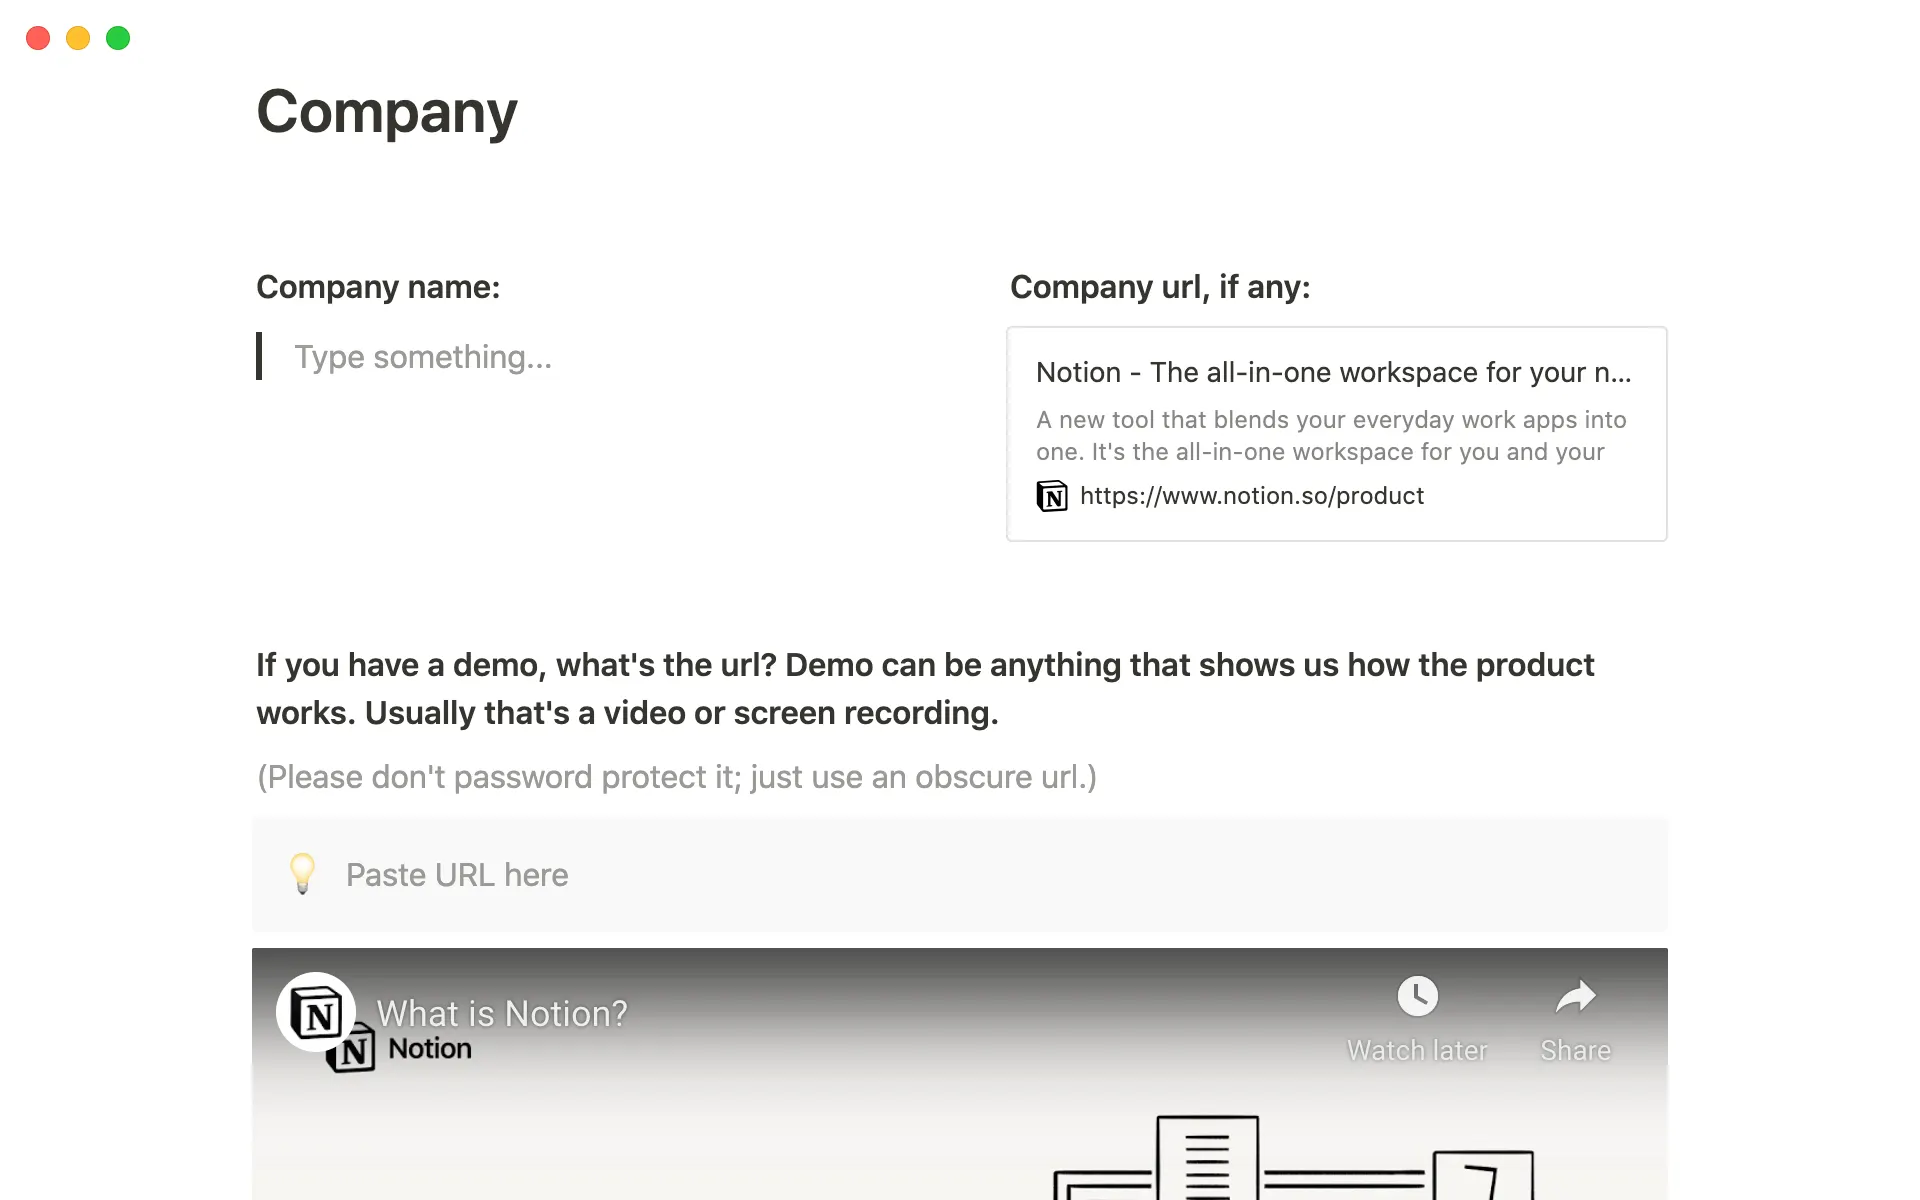 Company
Company name:
Type something...
Company url, if any:
Notion - The all-in-one workspace for your n...
A new tool that blends your everyday work apps into
one. It's the all-in-one workspace for you and your
N https://www.notion.so/product
If you have a demo, what's the url? Demo can be anything that shows us how the product
works. Usually that's a video or screen recording.
(Please don't password protect it; just use an obscure url.)
Paste URL here
N What is Notion?
N Notion
Watch later
Share
7